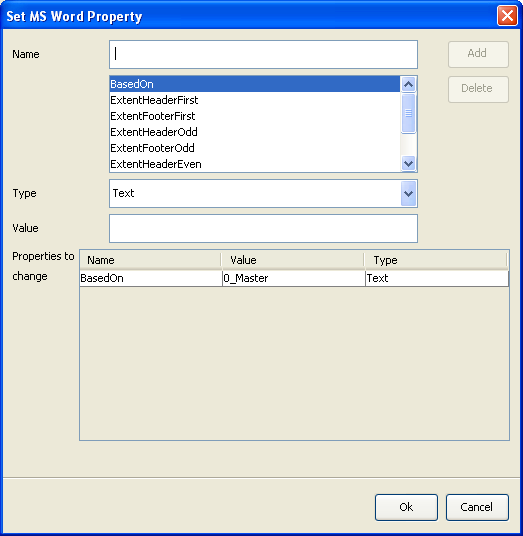 Set MS Word Property
Name
Add
BasedOn
Delete
ExtentHeaderFirst
ExtentFooterFirst
ExtentHeaderOdd
ExtentFooterOdd
ExtentHeaderEven
Type
Text
Value
Properties to
change
Name Value Type
BasedOn 0_Master Text
Ok Cancel